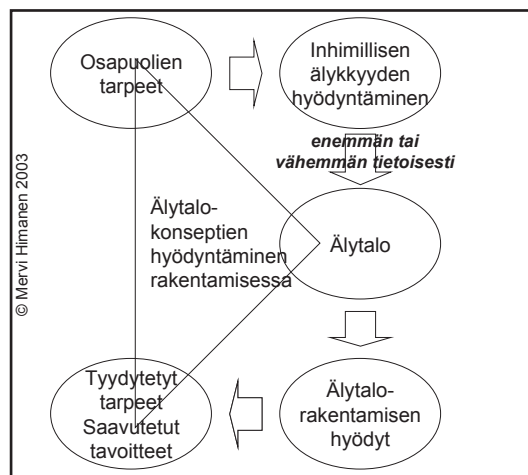 Osapuolien
tarpeet
Inhimillisen
älykkyyden
hyödyntäminen
enemmän tai
vähemmän tietoisesti
Älytalo-
konseptien
hyödyntäminen
rakentamisessa
Älytalo
Älytalo-
rakentamisen
hyödyt
Tyydytetyt
tarpeet
Saavutetut
tavoitteet
© Mervi Himanen 2003